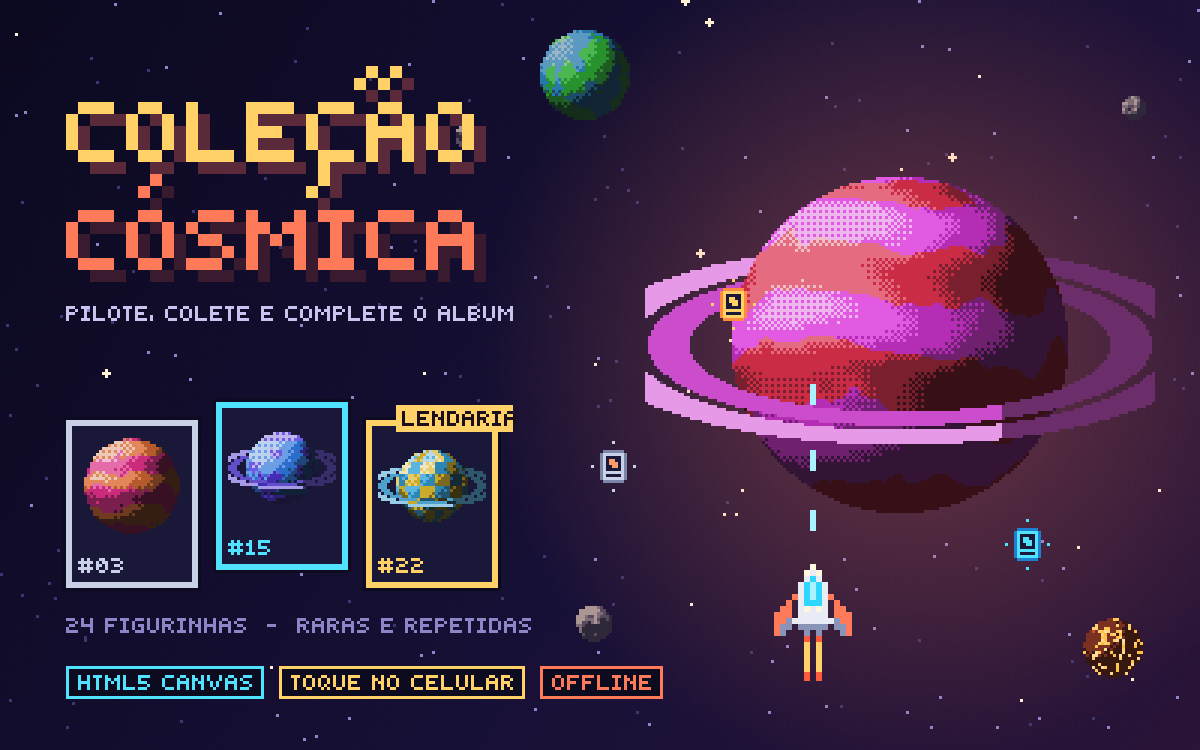 COLEÇÃO
CÓSMICA
PILOTE, COLETE E COMPLETE O ALBUM
LENDARIA
#03
#15
#22
24 FIGURINHAS - RARAS E REPETIDAS
HTML5 CANVAS
TOQUE NO CELULAR
OFFLINE